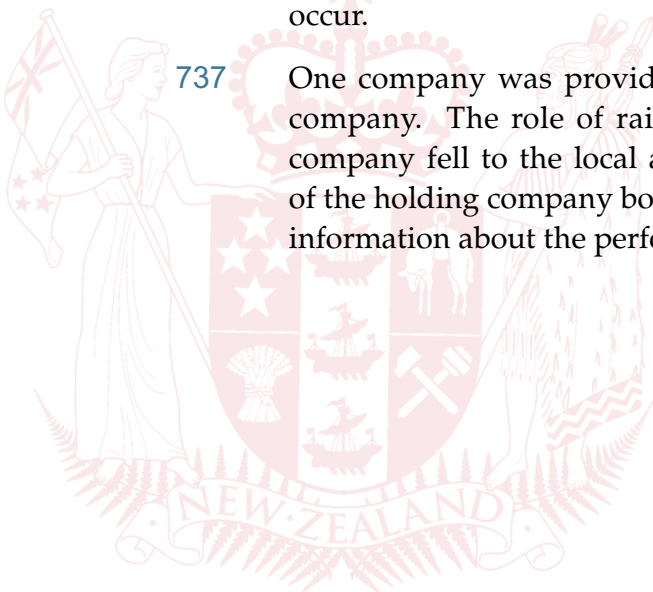 occur.
737 One company was provid
company. The role of rai
company fell to the local a
of the holding company bo
information about the perfo
NEW·ZEALAND